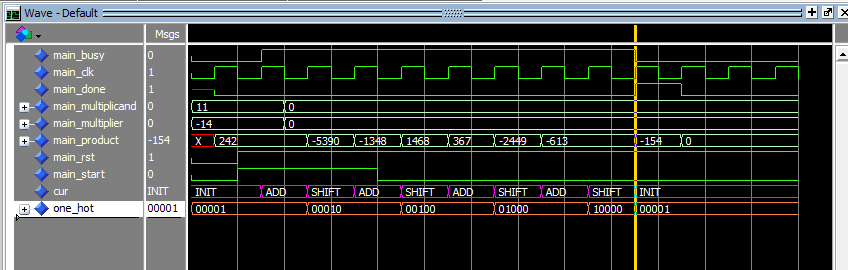 Wave - Default
Msgs
main_busy 0
main_clk 1
main_done 1
main_multiplicand 0 11 0
main_multiplier 0 -14 0
main_product -154 X 242 -5390 -1348 1468 367 -2449 -613 -154 0
main_rst 1
main_start 0
cur INIT INIT ADD SHIFT ADD SHIFT ADD SHIFT ADD SHIFT INIT
one_hot 00001 00001 00010 00100 01000 10000 00001